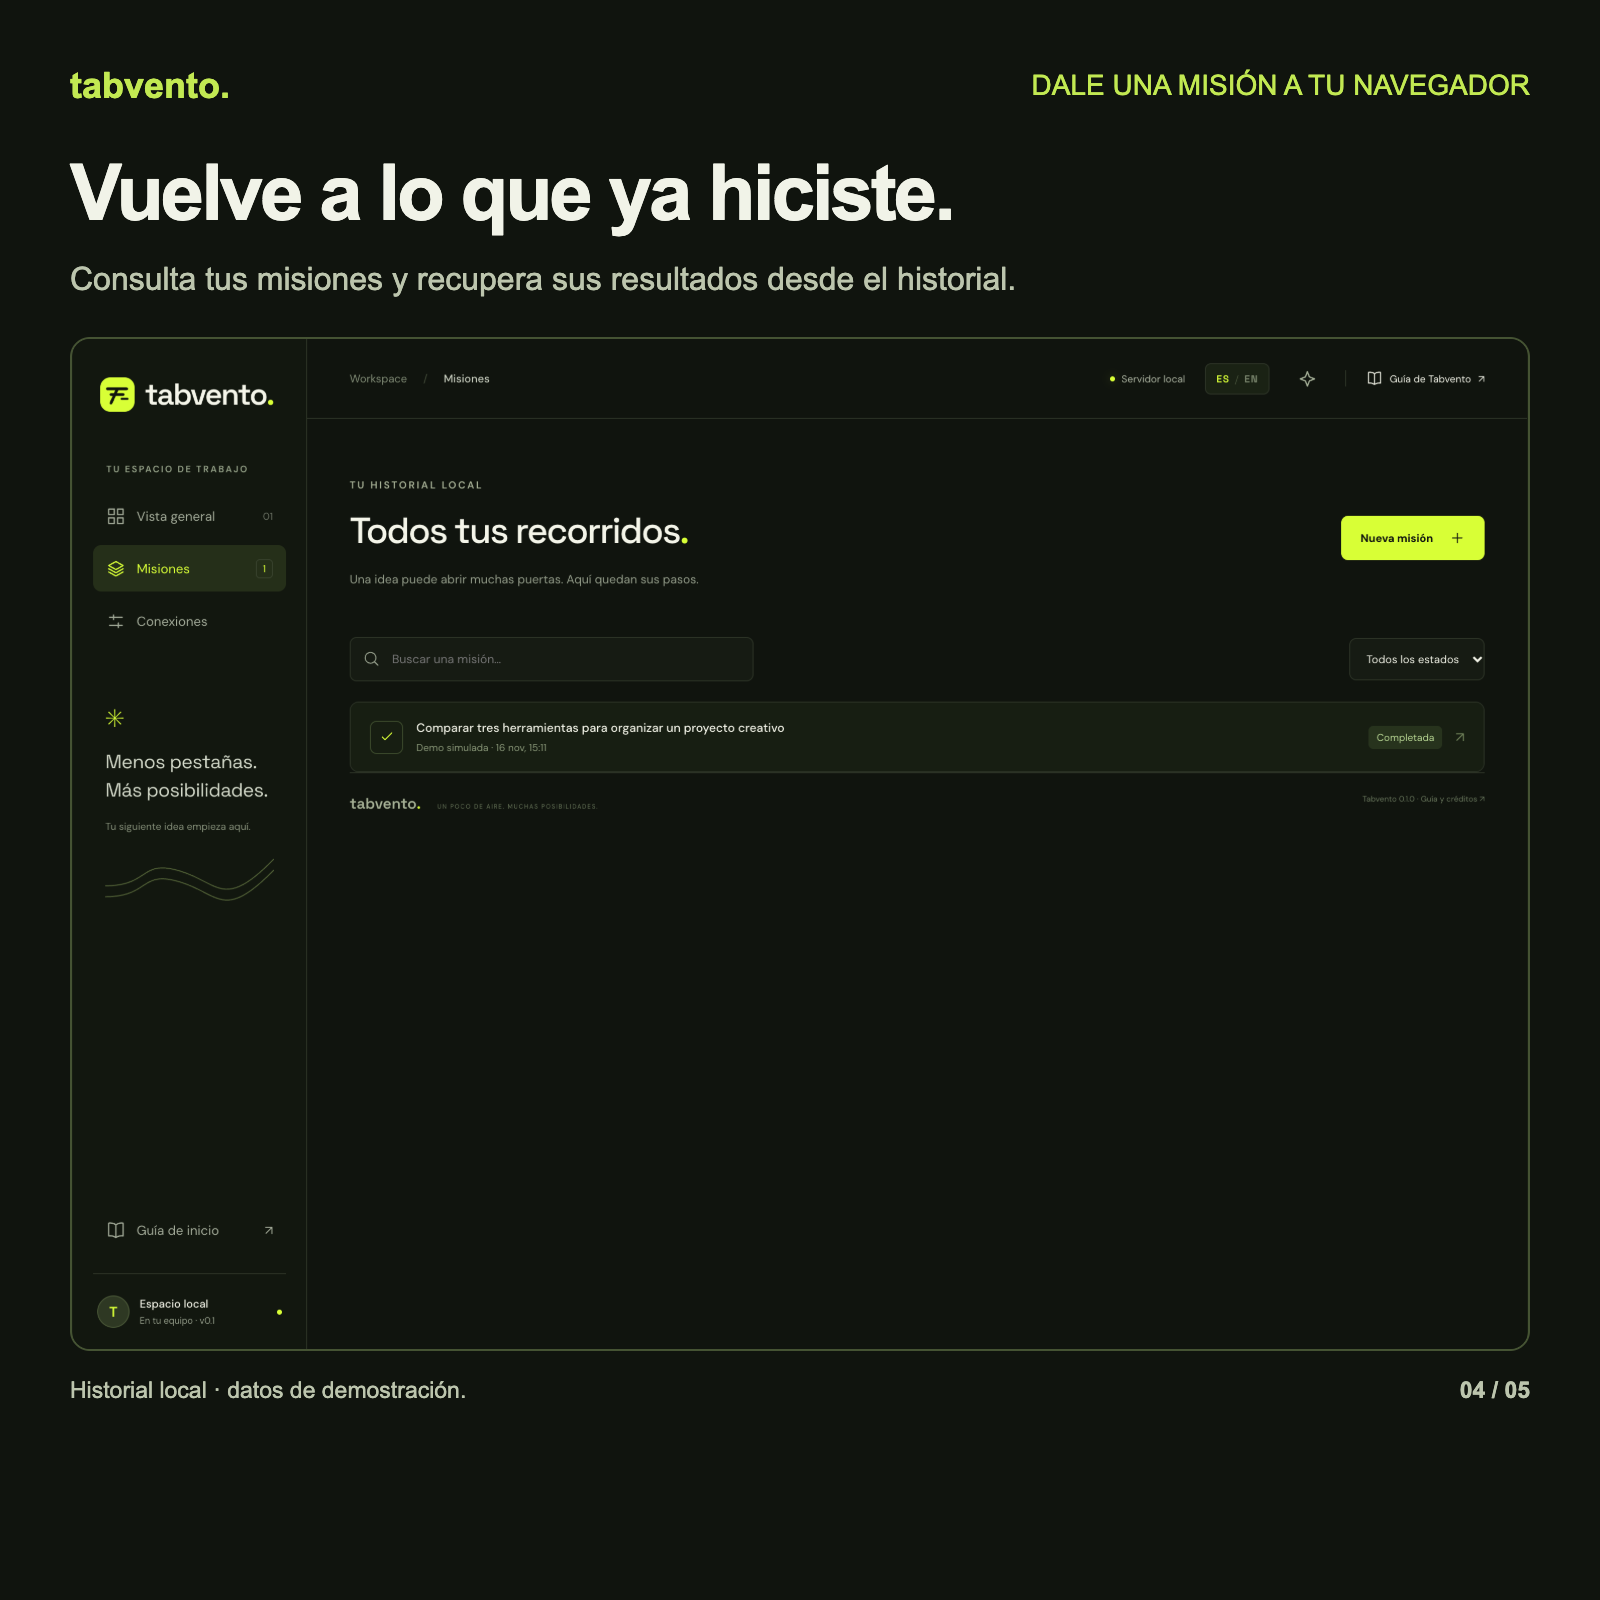 tabvento.
DALE UNA MISIÓN A TU NAVEGADOR
Vuelve a lo que ya hiciste.
Consulta tus misiones y recupera sus resultados desde el historial.
tabvento.
TU ESPACIO DE TRABAJO
Vista general 01
Misiones 1
Conexiones
Menos pestañas.
Más posibilidades.
Tu siguiente idea empieza aquí.
Guía de inicio
T
Espacio local
En tu equipo · v0.1
Workspace / Misiones
Servidor local
ES / EN
Guía de Tabvento
TU HISTORIAL LOCAL
Todos tus recorridos.
Una idea puede abrir muchas puertas. Aquí quedan sus pasos.
Nueva misión
Buscar una misión...
Todos los estados
Comparar tres herramientas para organizar un proyecto creativo
Demo simulada · 16 nov, 15:11
Completada
tabvento.
UN POCO DE AIRE. MUCHAS POSIBILIDADES.
Tabvento 0.1.0 · Guía y créditos
Historial local · datos de demostración.
04 / 05